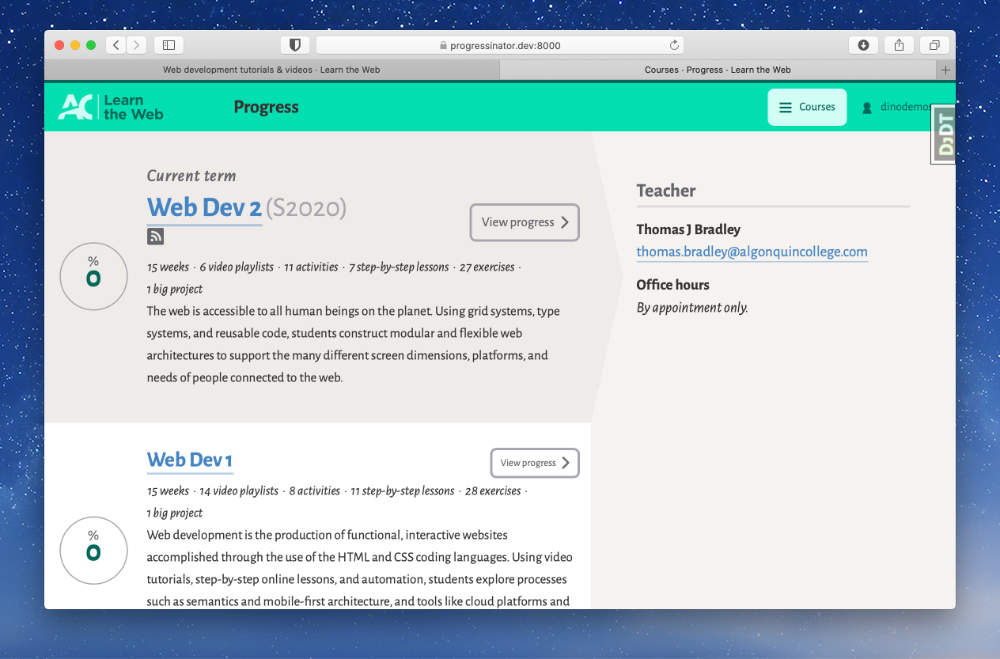 progressinator.dev:8000
Web development tutorials & videos · Learn the Web
Courses · Progress · Learn the Web
AC Learn
the Web
Progress
Courses
dinodemos
DJDT
Current term
Web Dev 2 (S2020)
View progress
%
0
15 weeks · 6 video playlists · 11 activities · 7 step-by-step lessons · 27 exercises ·
1 big project
The web is accessible to all human beings on the planet. Using grid systems, type
systems, and reusable code, students construct modular and flexible web
architectures to support the many different screen dimensions, platforms, and
needs of people connected to the web.
Teacher
Thomas J Bradley
thomas.bradley@algonquincollege.com
Office hours
By appointment only.
Web Dev 1
View progress
%
0
15 weeks · 14 video playlists · 8 activities · 11 step-by-step lessons · 28 exercises ·
1 big project
Web development is the production of functional, interactive websites
accomplished through the use of the HTML and CSS coding languages. Using video
tutorials, step-by-step online lessons, and automation, students explore processes
such as semantics and mobile-first architecture, and tools like cloud platforms and